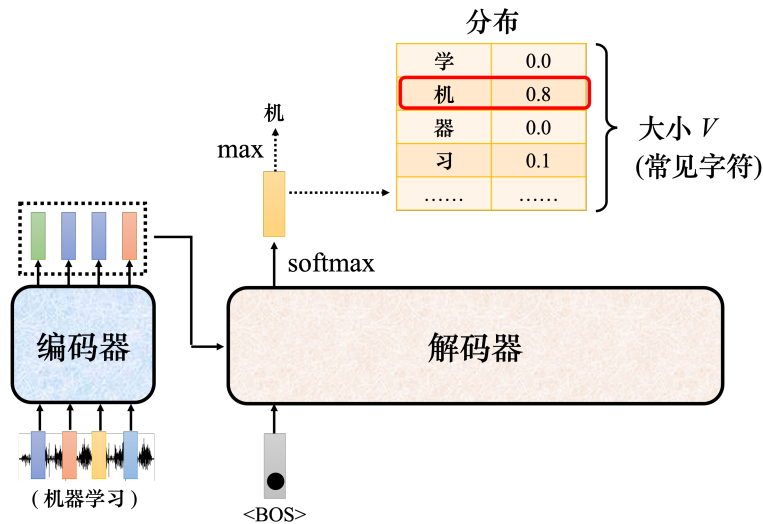 分布
学 0.0
机 0.8
器 0.0
习 0.1
…… ……
大小 V
(常见字符)
机
max
softmax
编码器
解码器
(机器学习)
<BOS>